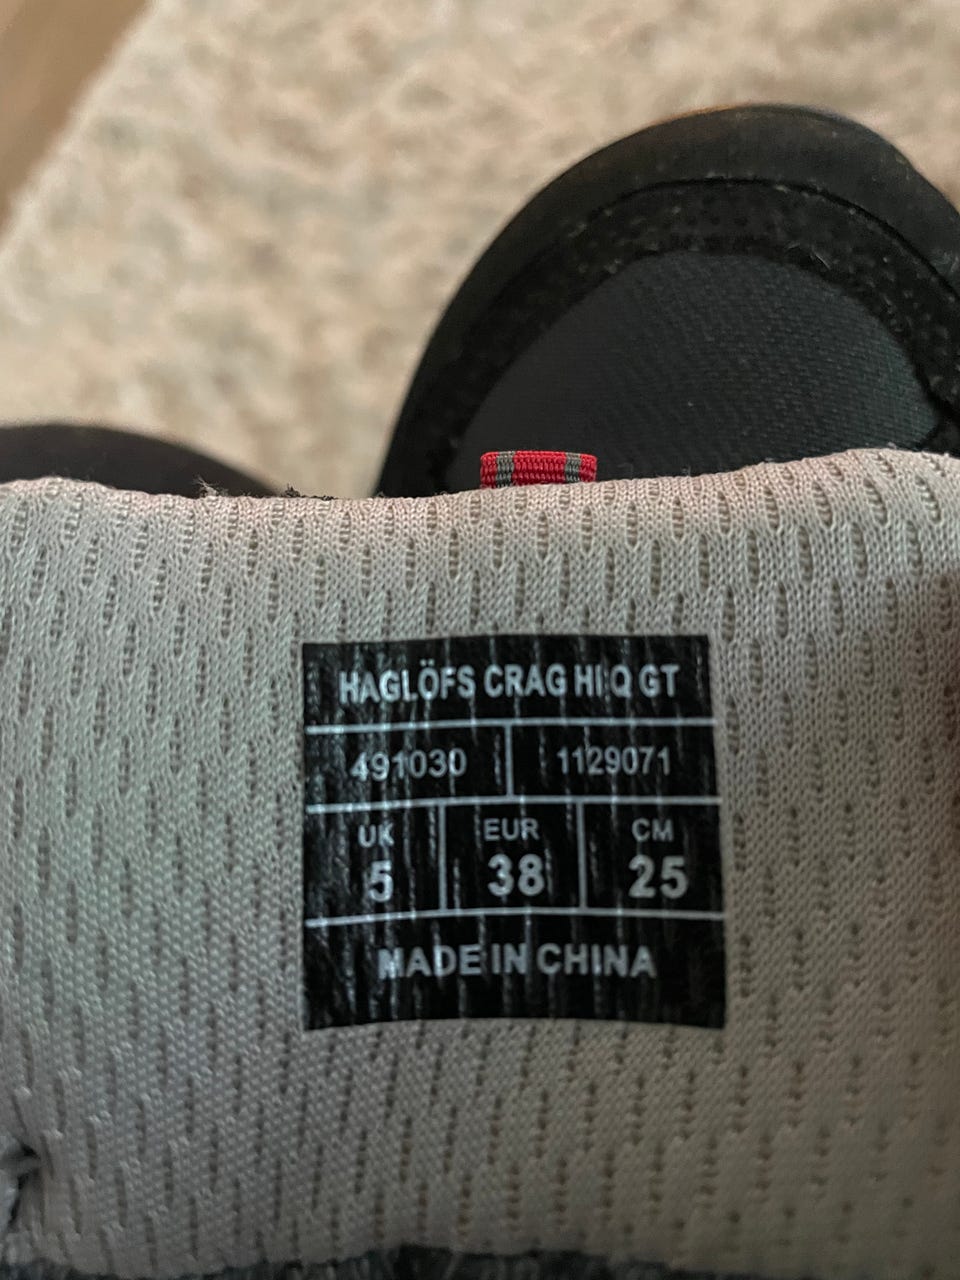 HAGLÖFS CRAG HI Q GT
491030 1129071
UK EUR CM
5 38 25
MADE IN CHINA